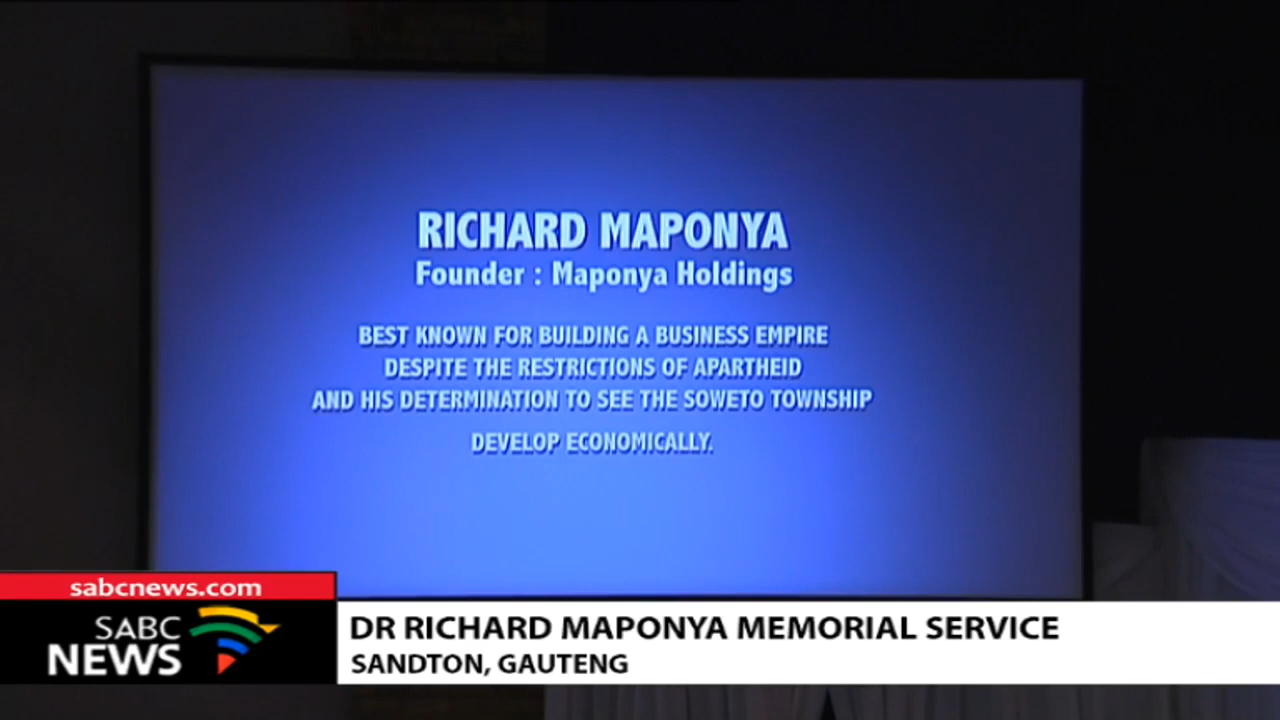 RICHARD MAPONYA
Founder : Maponya Holdings
BEST KNOWN FOR BUILDING A BUSINESS EMPIRE
DESPITE THE RESTRICTIONS OF APARTHEID
AND HIS DETERMINATION TO SEE THE SOWETO TOWNSHIP
DEVELOP ECONOMICALLY.
sabcnews.com
SABC
NEWS
DR RICHARD MAPONYA MEMORIAL SERVICE
SANDTON, GAUTENG